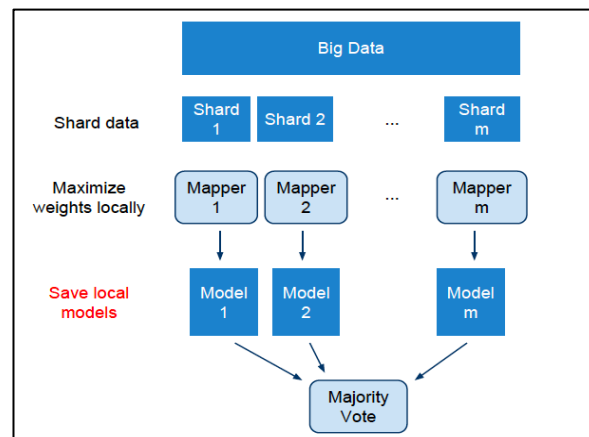 Big Data
Shard data
Shard
1
Shard 2
...
Shard
m
Maximize
weights locally
Mapper
1
Mapper
2
...
Mapper
m
Save local
models
Model
1
Model
2
Model
m
Majority
Vote